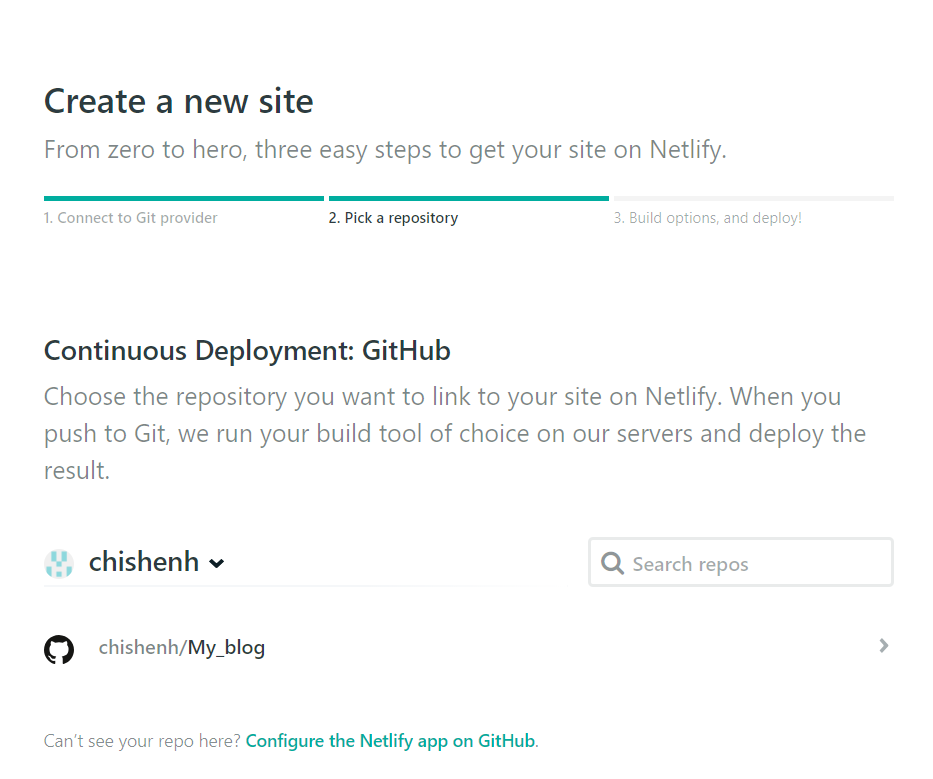 Create a new site
From zero to hero, three easy steps to get your site on Netlify.
1. Connect to Git provider
2. Pick a repository
3. Build options, and deploy!
Continuous Deployment: GitHub
Choose the repository you want to link to your site on Netlify. When you
push to Git, we run your build tool of choice on our servers and deploy the
result.
chishenh
Search repos
chishenh/My_blog
Can't see your repo here? Configure the Netlify app on GitHub.